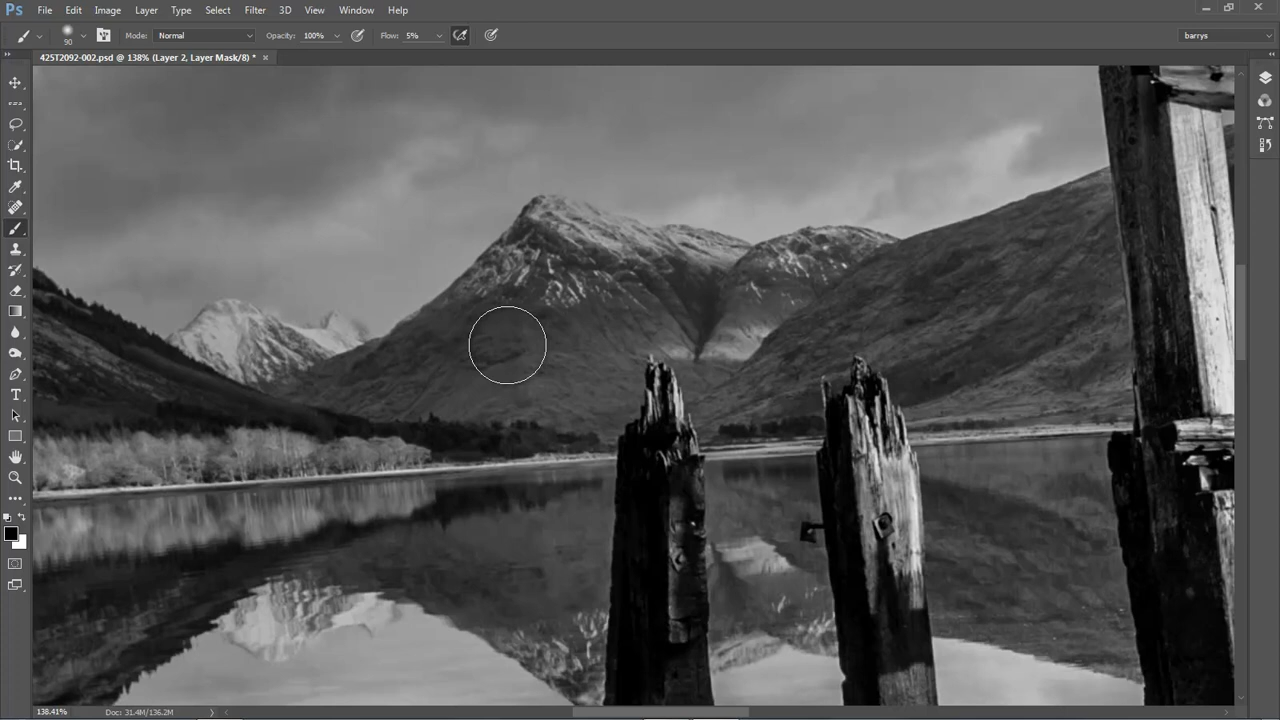 Ps File Edit Image Layer Type Select Filter 3D View Window Help
90 Mode: Normal Opacity: 100% Flow: 5% barrys
425T2092-002.psd @ 138% (Layer 2, Layer Mask/8) * ×
T
138.41% Doc: 31.4M/136.2M